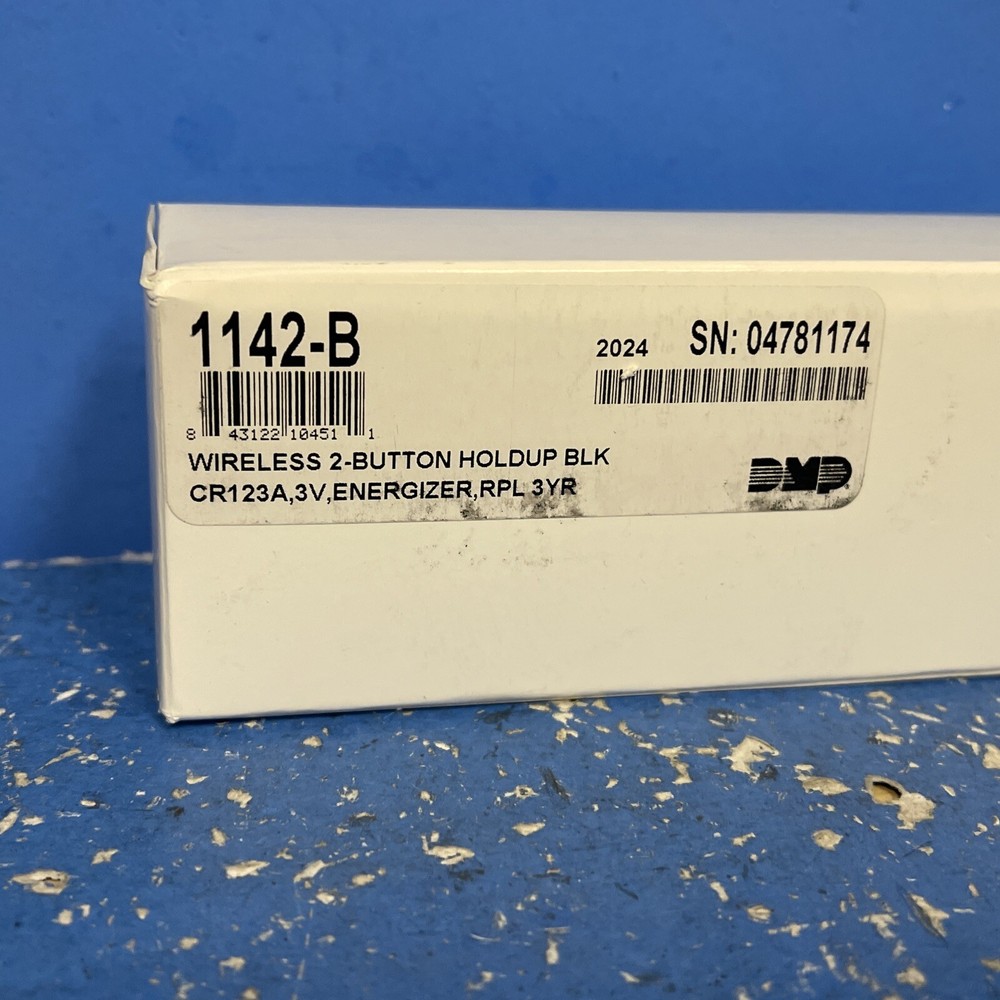 1142-B
2024 SN: 04781174
8 43122 10451 1
WIRELESS 2-BUTTON HOLDUP BLK
CR123A,3V,ENERGIZER,RPL 3YR
DMP